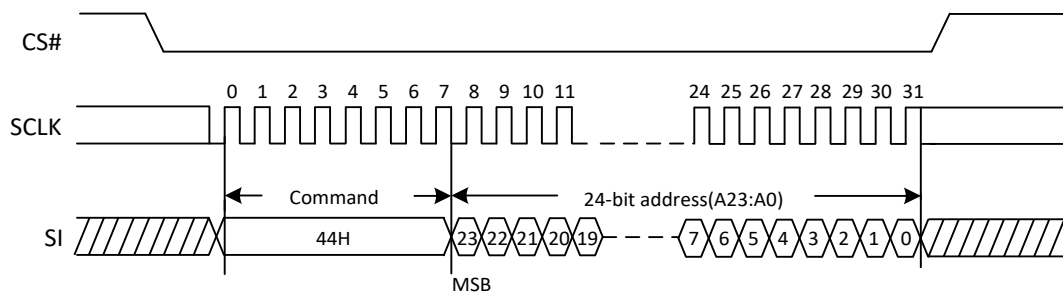 CS#
0 1 2 3 4 5 6 7 8 9 10 11 24 25 26 27 28 29 30 31
SCLK
Command 24-bit address(A23:A0)
SI 44H 23 22 21 20 19 7 6 5 4 3 2 1 0
MSB